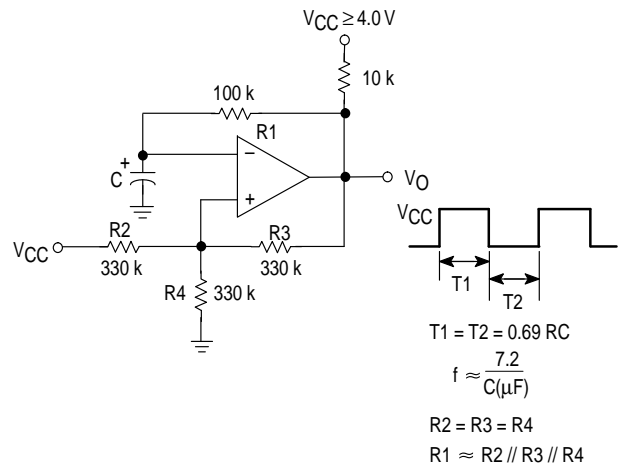 VCC ≥ 4.0 V
10 k
100 k
R1
−
+
VO
+
C
R2
VCC
330 k
R3
330 k
R4
330 k
VCC
T1
T2
T1 = T2 = 0.69 RC
f ≈ 7.2
C(µF)
R2 = R3 = R4
R1 ≈ R2 // R3 // R4